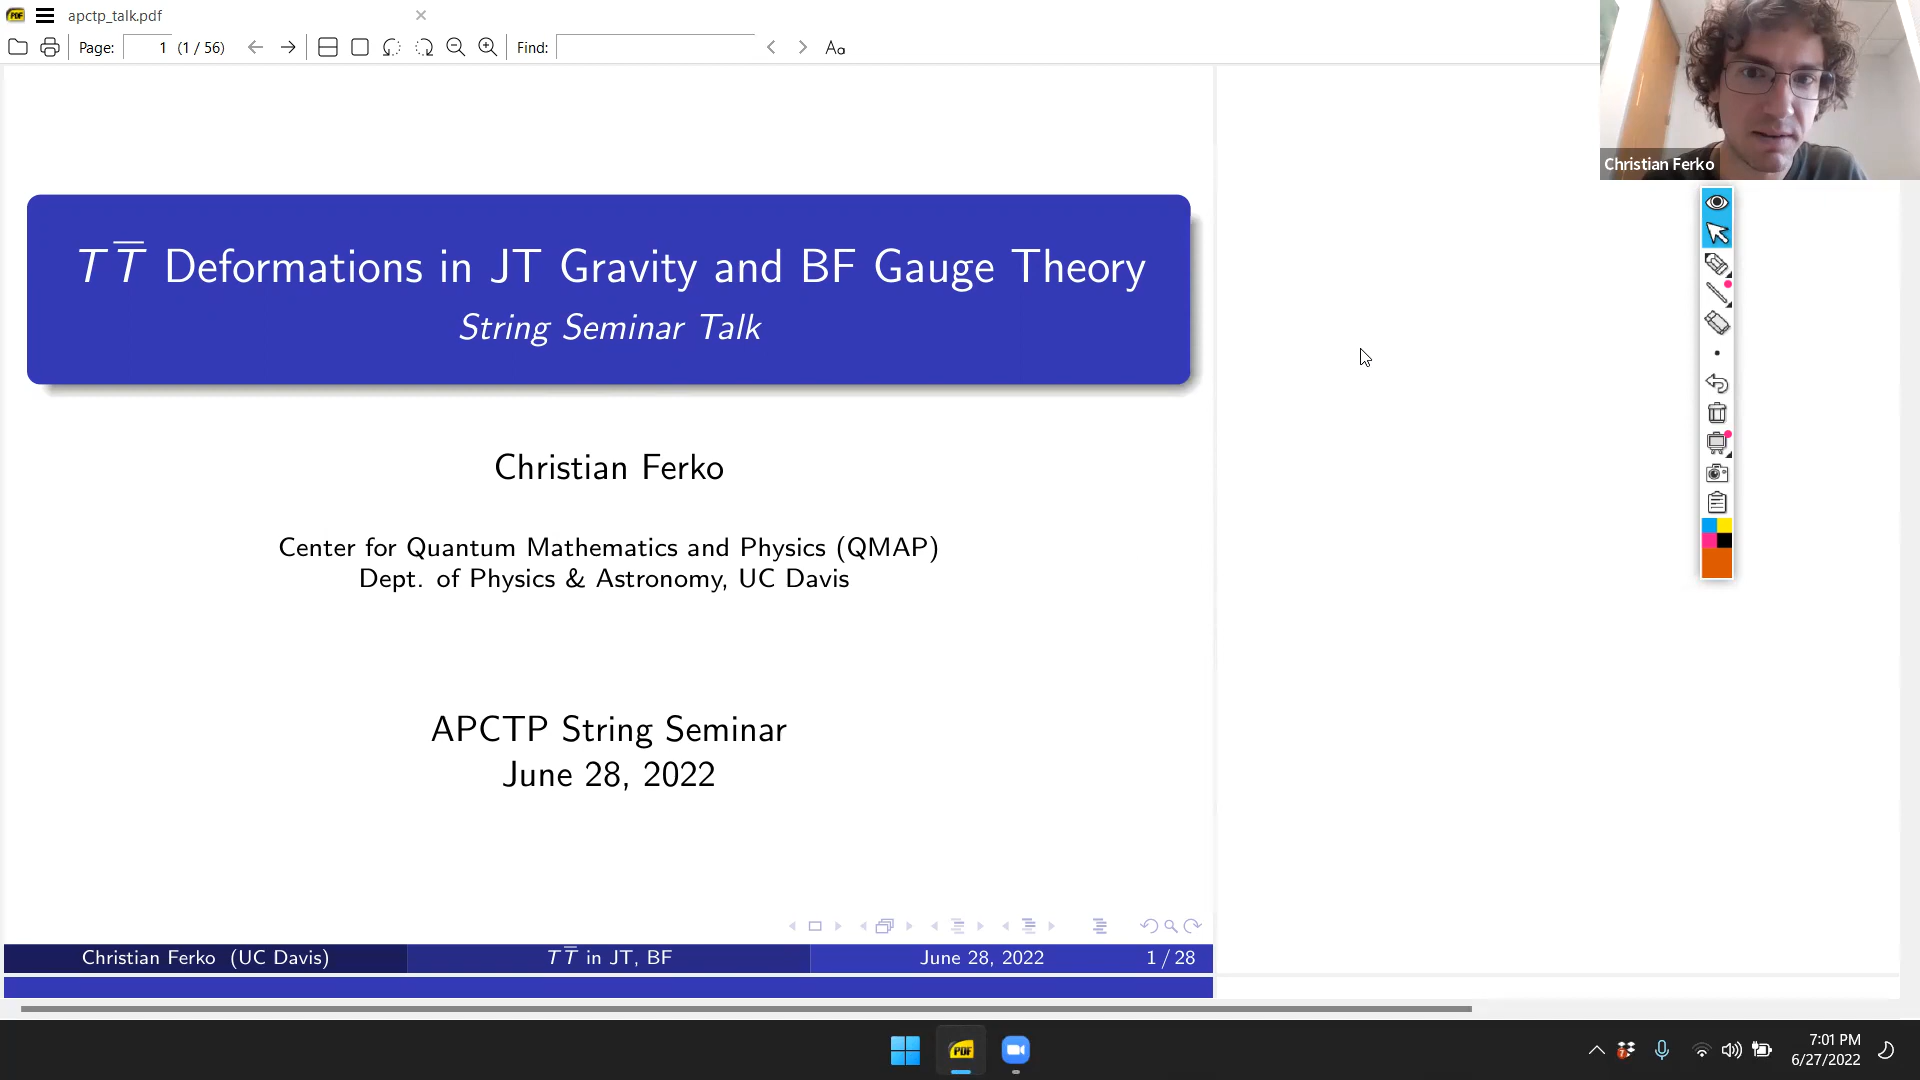 apctp_talk.pdf
Page: 1 (1 / 56) Find: Aa
Christian Ferko
T T̅ Deformations in JT Gravity and BF Gauge Theory
String Seminar Talk
Christian Ferko
Center for Quantum Mathematics and Physics (QMAP)
Dept. of Physics & Astronomy, UC Davis
APCTP String Seminar
June 28, 2022
Christian Ferko (UC Davis) T T̅ in JT, BF June 28, 2022 1 / 28
PDF
7:01 PM
6/27/2022